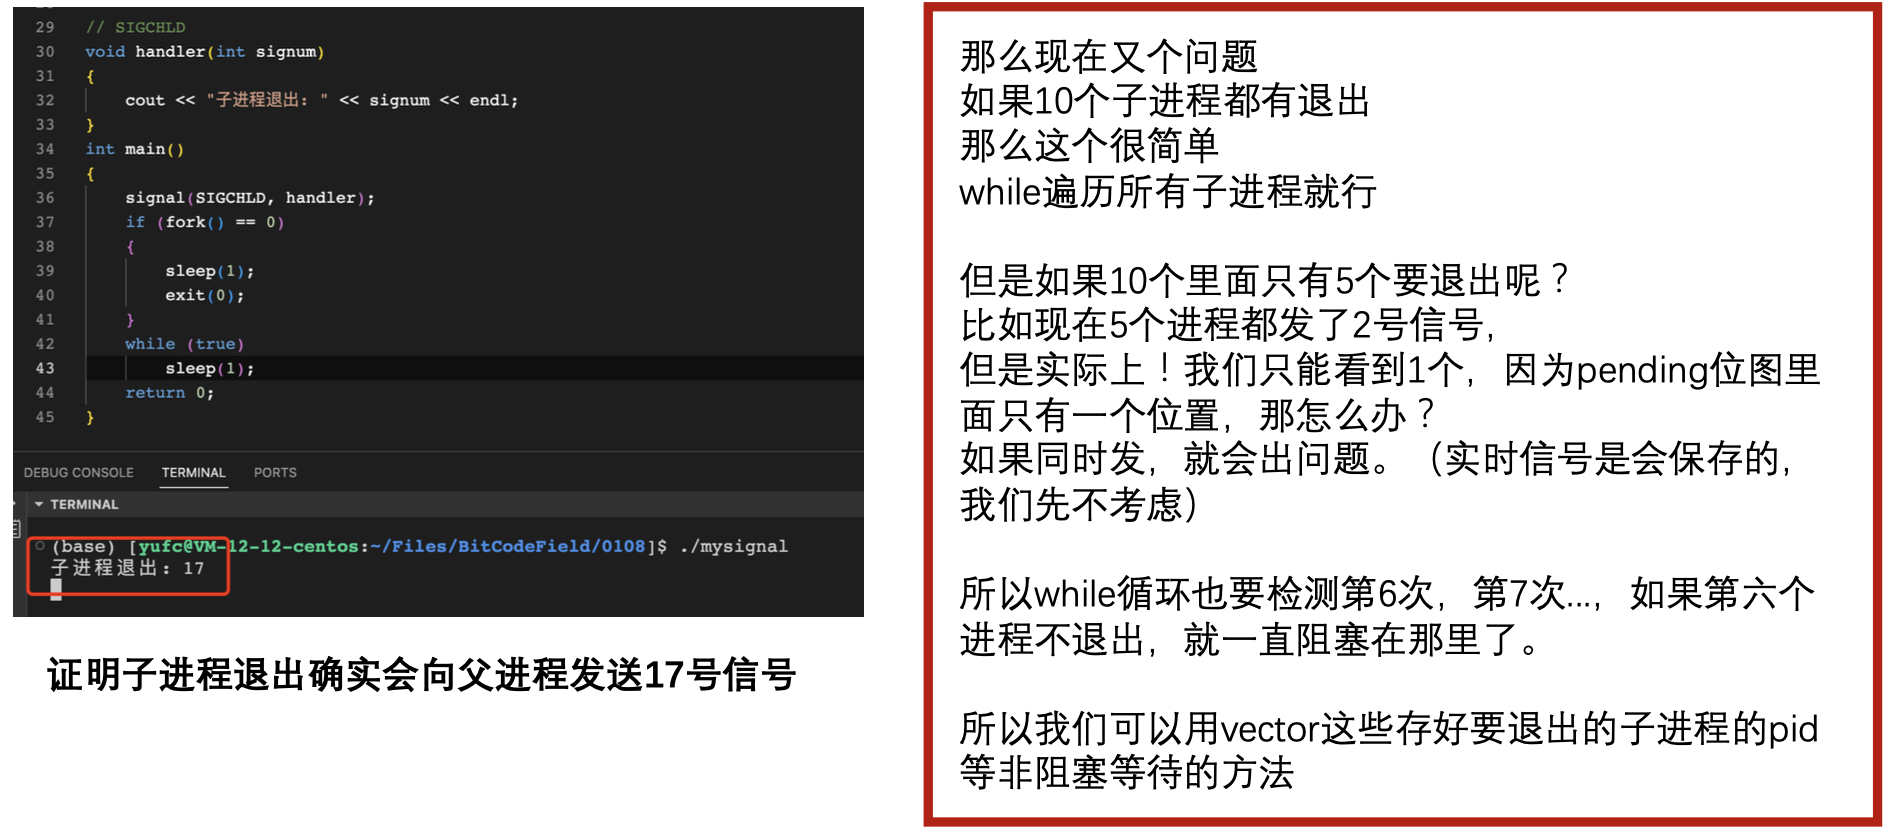 29 // SIGCHLD
30 void handler(int signum)
31 {
32 cout << "子进程退出: " << signum << endl;
33 }
34 int main()
35 {
36 signal(SIGCHLD, handler);
37 if (fork() == 0)
38 {
39 sleep(1);
40 exit(0);
41 }
42 while (true)
43 sleep(1);
44 return 0;
45 }
DEBUG CONSOLE TERMINAL PORTS
TERMINAL
(base) [yufc@VM-12-12-centos:~/Files/BitCodeField/0108]$ ./mysignal
子进程退出: 17
证明子进程退出确实会向父进程发送17号信号
那么现在又个问题
如果10个子进程都有退出
那么这个很简单
while遍历所有子进程就行
但是如果10个里面只有5个要退出呢？
比如现在5个进程都发了2号信号，
但是实际上！我们只能看到1个，因为pending位图里
面只有一个位置，那怎么办？
如果同时发，就会出问题。（实时信号是会保存的，
我们先不考虑）
所以while循环也要检测第6次，第7次...，如果第六个
进程不退出，就一直阻塞在那里了。
所以我们可以用vector这些存好要退出的子进程的pid
等非阻塞等待的方法